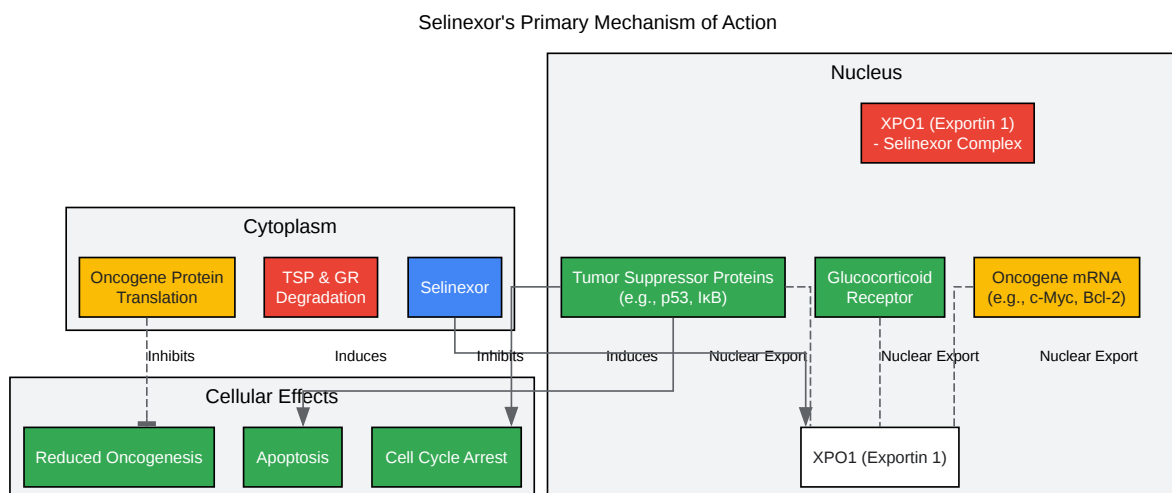 Selinexor's Primary Mechanism of Action
Nucleus
XPO1 (Exportin 1)
- Selinexor Complex
Cytoplasm
Oncogene Protein
Translation
TSP & GR
Degradation
Selinexor
Tumor Suppressor Proteins
(e.g., p53, IκB)
Glucocorticoid
Receptor
Oncogene mRNA
(e.g., c-Myc, Bcl-2)
Inhibits
Induces
Inhibits
Induces
Nuclear Export
Nuclear Export
Nuclear Export
Cellular Effects
Reduced Oncogenesis
Apoptosis
Cell Cycle Arrest
XPO1 (Exportin 1)